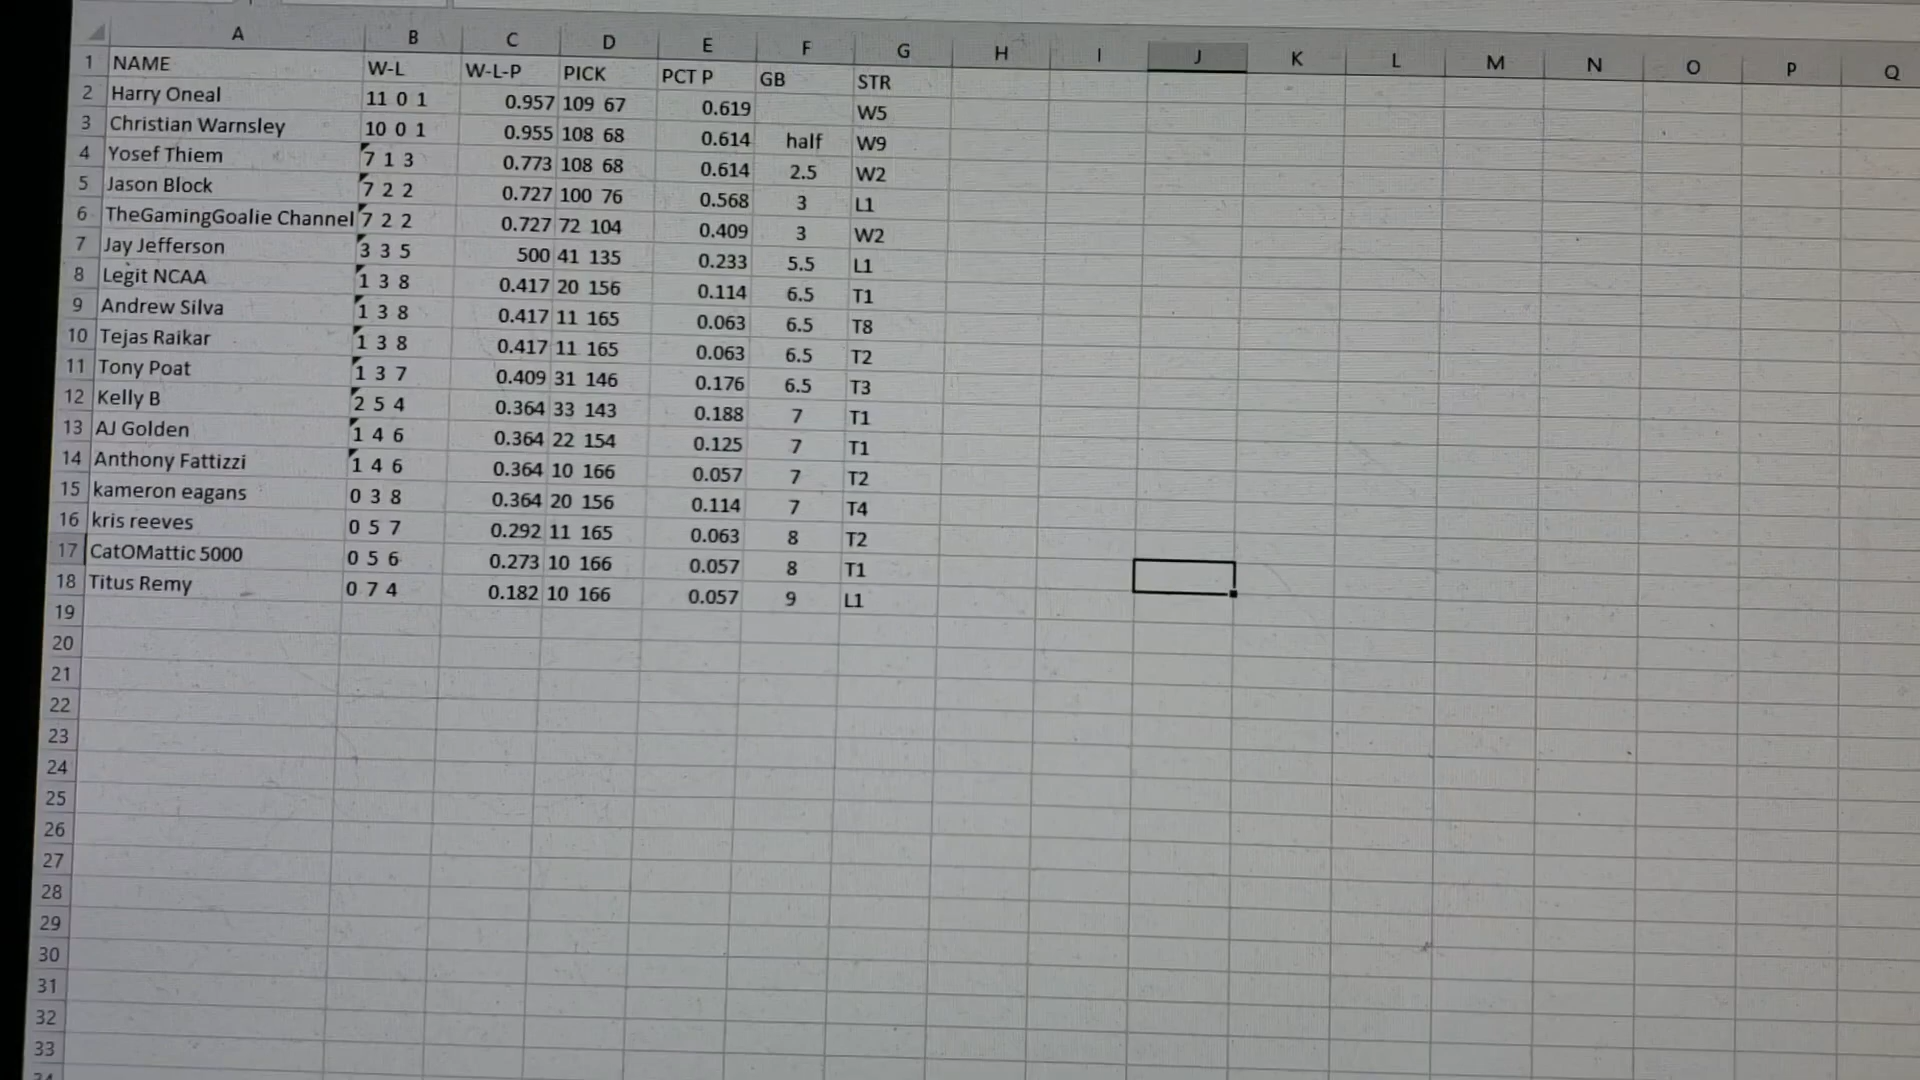 A B C D E F G H I J K L M N O P Q
1 NAME W-L W-L-P PICK PCT P GB STR
2 Harry Oneal 11 0 1 0.957 109 67 0.619 W5
3 Christian Warnsley 10 0 1 0.955 108 68 0.614 half W9
4 Yosef Thiem 7 1 3 0.773 108 68 0.614 2.5 W2
5 Jason Block 7 2 2 0.727 100 76 0.568 3 L1
6 TheGamingGoalie Channel 7 2 2 0.727 72 104 0.409 3 W2
7 Jay Jefferson 3 3 5 500 41 135 0.233 5.5 L1
8 Legit NCAA 1 3 8 0.417 20 156 0.114 6.5 T1
9 Andrew Silva 1 3 8 0.417 11 165 0.063 6.5 T8
10 Tejas Raikar 1 3 8 0.417 11 165 0.063 6.5 T2
11 Tony Poat 1 3 7 0.409 31 146 0.176 6.5 T3
12 Kelly B 2 5 4 0.364 33 143 0.188 7 T1
13 AJ Golden 1 4 6 0.364 22 154 0.125 7 T1
14 Anthony Fattizzi 1 4 6 0.364 10 166 0.057 7 T2
15 kameron eagans 0 3 8 0.364 20 156 0.114 7 T4
16 kris reeves 0 5 7 0.292 11 165 0.063 8 T2
17 CatOMattic 5000 0 5 6 0.273 10 166 0.057 8 T1
18 Titus Remy 0 7 4 0.182 10 166 0.057 9 L1
19
20
21
22
23
24
25
26
27
28
29
30
31
32
33